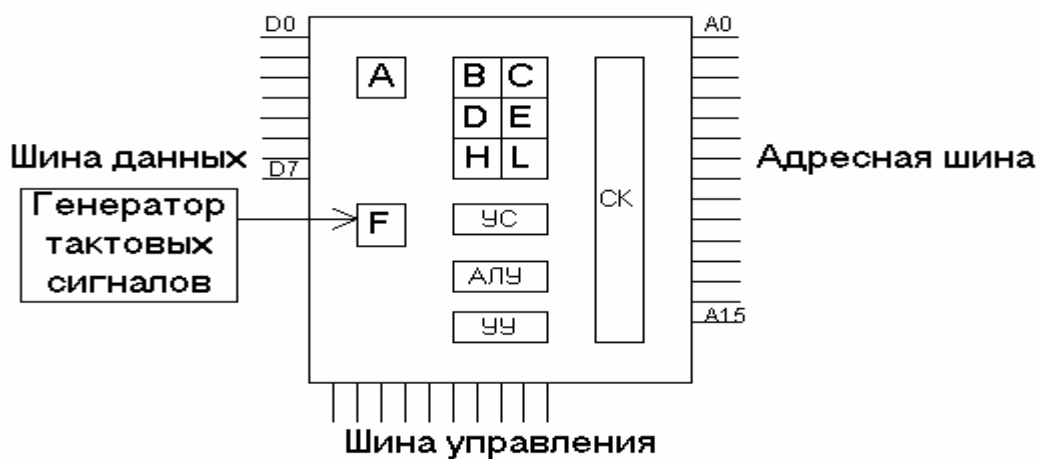 D0
A0
A
B C
D E
H L
Шина данных
D7
Адресная шина
Генератор
тактовых
сигналов
F
УС
СК
АЛУ
УУ
A15
Шина управления